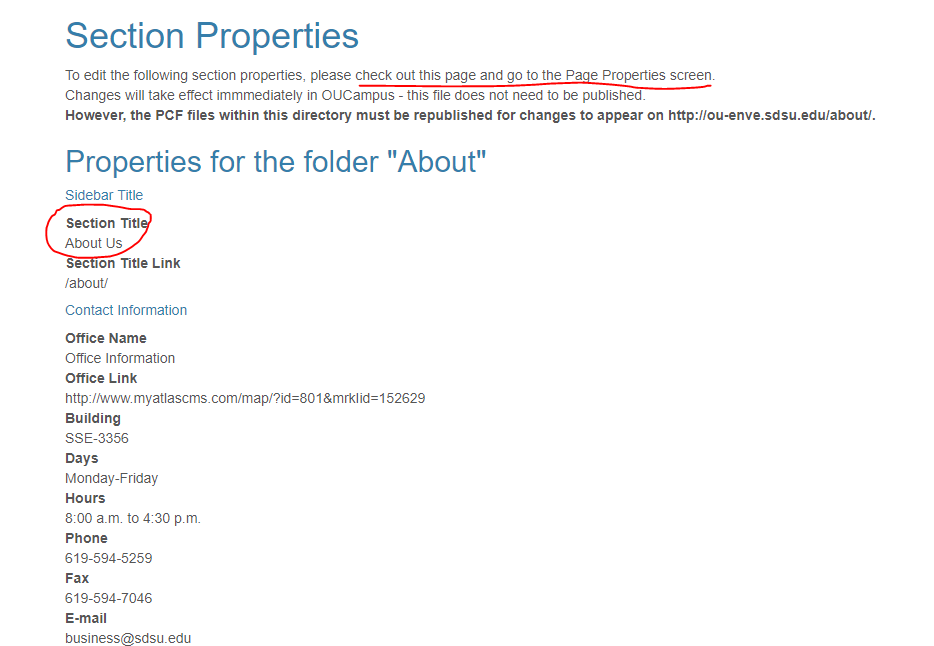 Section Properties
To edit the following section properties, please check out this page and go to the Page Properties screen.
Changes will take effect immmediately in OUCampus - this file does not need to be published.
However, the PCF files within this directory must be republished for changes to appear on http://ou-enve.sdsu.edu/about/.
Properties for the folder "About"
Sidebar Title
Section Title
About Us
Section Title Link
/about/
Contact Information
Office Name
Office Information
Office Link
http://www.myatlascms.com/map/?id=801&mrkIid=152629
Building
SSE-3356
Days
Monday-Friday
Hours
8:00 a.m. to 4:30 p.m.
Phone
619-594-5259
Fax
619-594-7046
E-mail
business@sdsu.edu